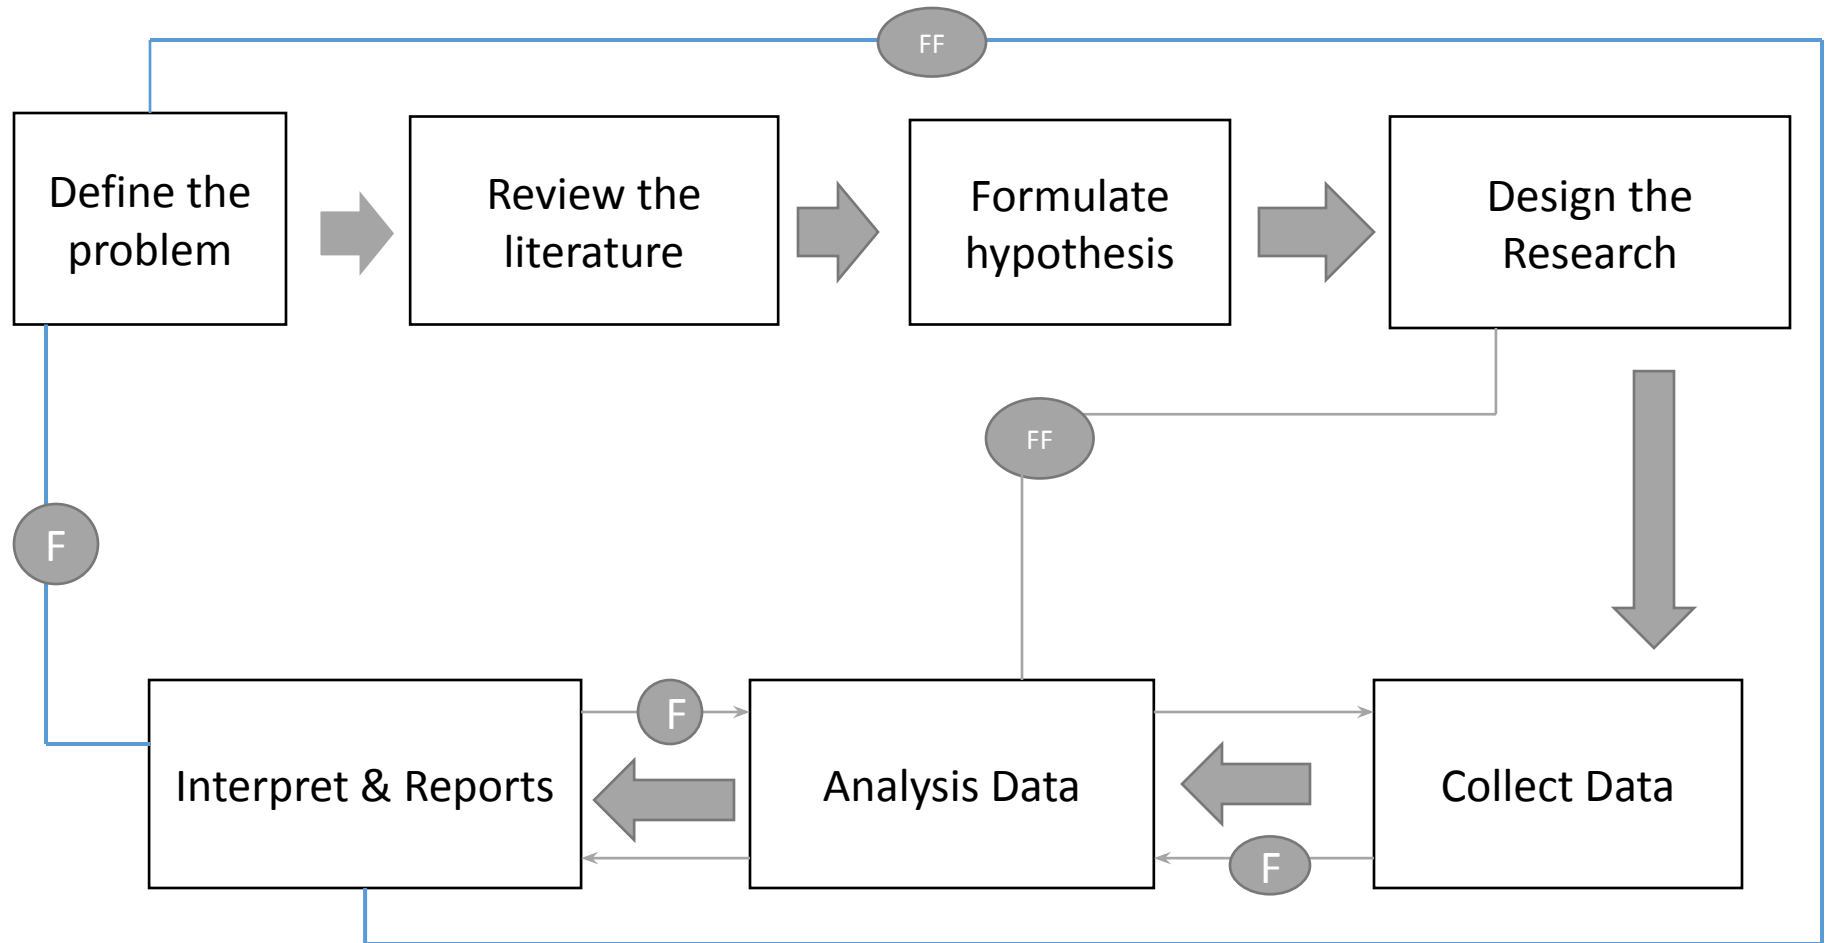 FF
Define the
problem
Review the
literature
Formulate
hypothesis
Design the
Research
FF
F
F
Interpret & Reports
Analysis Data
Collect Data
F